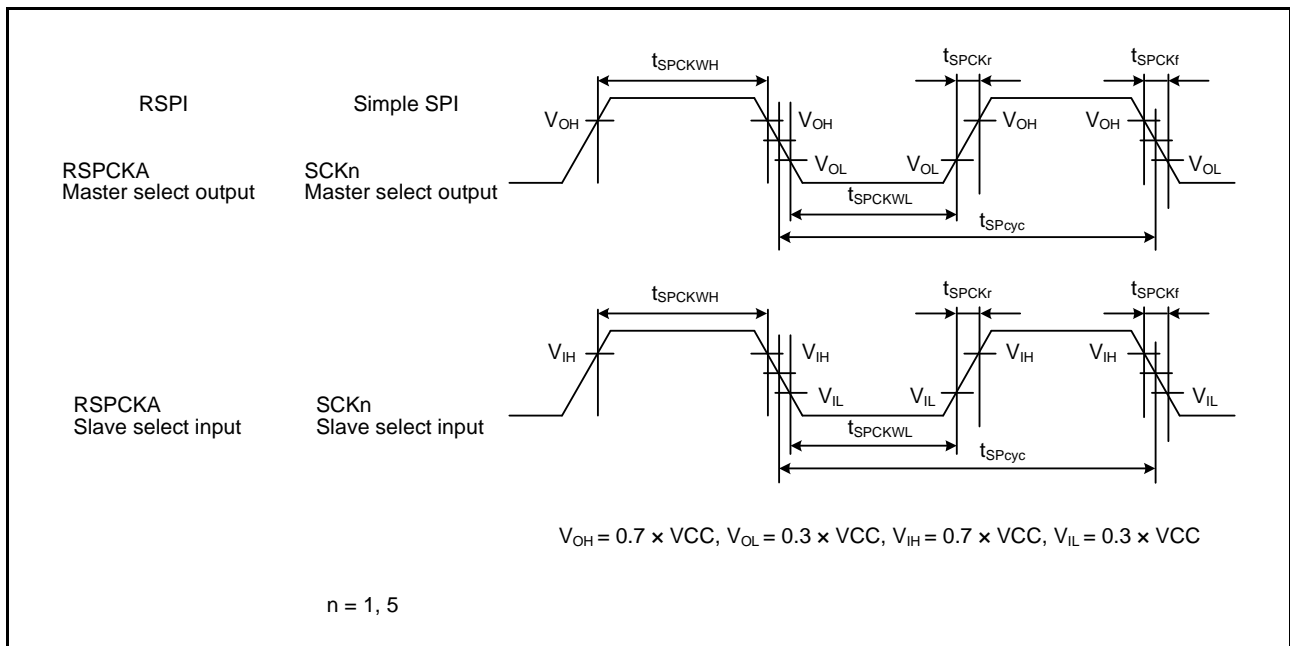 tSPCKWH
tSPCKr
tSPCKf
RSPI
Simple SPI
VOH
VOH
VOH
VOH
RSPCKA
Master select output
SCKn
Master select output
VOL
VOL
VOL
tSPCKWL
tSPcyc
tSPCKWH
tSPCKr
tSPCKf
VIH
VIH
VIH
VIH
RSPCKA
Slave select input
SCKn
Slave select input
VIL
VIL
VIL
tSPCKWL
tSPcyc
VOH = 0.7 × VCC, VOL = 0.3 × VCC, VIH = 0.7 × VCC, VIL = 0.3 × VCC
n = 1, 5